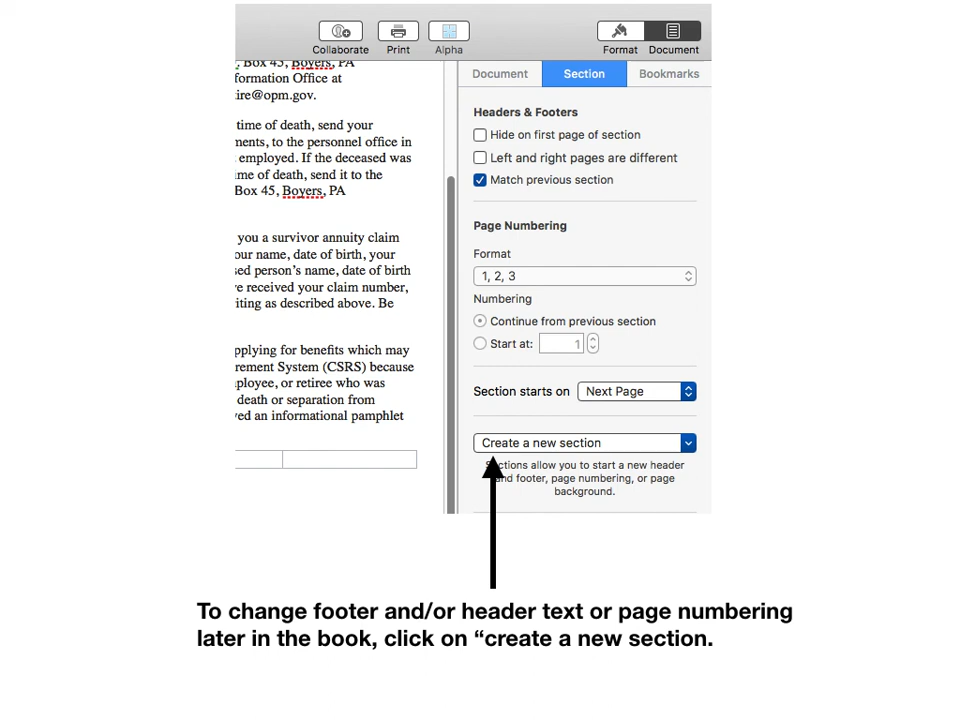 Collaborate Print Alpha Format Document
Box 45, Boyers, PA
formation Office at
ire@opm.gov.
time of death, send your
ments, to the personnel office in
employed. If the deceased was
me of death, send it to the
Box 45, Boyers, PA
you a survivor annuity claim
our name, date of birth, your
sed person's name, date of birth
e received your claim number,
iting as described above. Be
pplying for benefits which may
rement System (CSRS) because
ployee, or retiree who was
death or separation from
ed an informational pamphlet
Document Section Bookmarks
Headers & Footers
Hide on first page of section
Left and right pages are different
Match previous section
Page Numbering
Format
1, 2, 3
Numbering
Continue from previous section
Start at: 1
Section starts on Next Page
Create a new section
ctions allow you to start a new header
nd footer, page numbering, or page
background.
To change footer and/or header text or page numbering
later in the book, click on “create a new section.